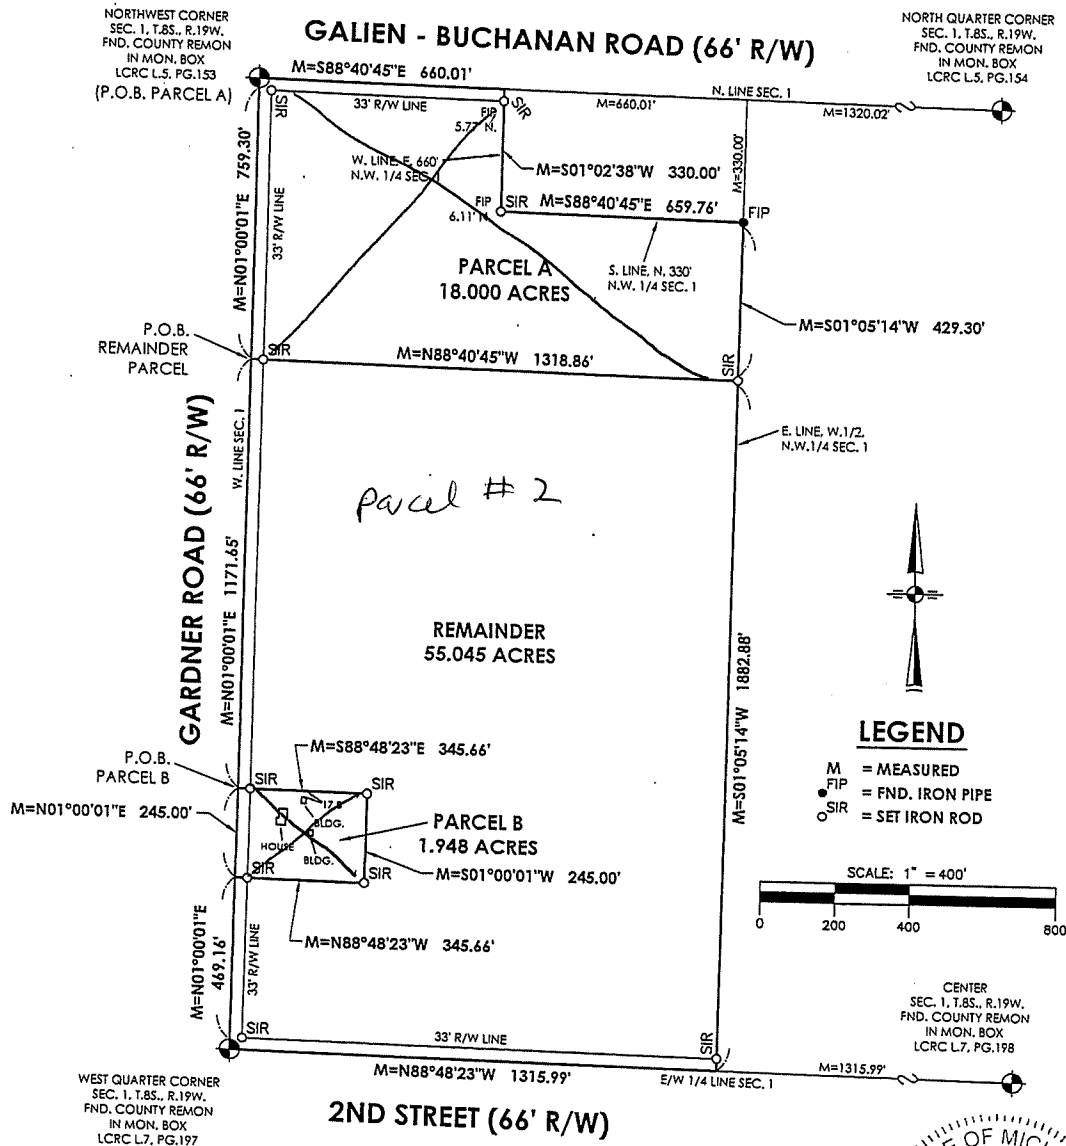 NORTHWEST CORNER
SEC. 1, T.8S., R.19W.
FND. COUNTY REMON
IN MON. BOX
LCRC L.5, PG.153
(P.O.B. PARCEL A)
GALIEN - BUCHANAN ROAD (66' R/W)
NORTH QUARTER CORNER
SEC. 1, T.8S., R.19W.
FND. COUNTY REMON
IN MON. BOX
LCRC L.5, PG.154
M=S88°40'45"E 660.01'
N. LINE SEC. 1
M=660.01'
M=1320.02'
SIR
33' R/W LINE
SIR
FIP
5.77' N.
W. LINE, E. 660'
N.W. 1/4 SEC. 1
M=S01°02'38"W 330.00'
M=330.00'
M=N01°00'01"E 759.30'
33' R/W LINE
FIP
6.11' N.
SIR
M=S88°40'45"E 659.76'
FIP
S. LINE, N. 330'
N.W. 1/4 SEC. 1
PARCEL A
18.000 ACRES
M=S01°05'14"W 429.30'
P.O.B.
REMAINDER
PARCEL
SIR
M=N88°40'45"W 1318.86'
SIR
E. LINE, W.1/2,
N.W.1/4 SEC. 1
GARDNER ROAD (66' R/W)
W. LINE SEC. 1
M=N01°00'01"E 1171.65'
Parcel # 2
REMAINDER
55.045 ACRES
M=S01°05'14"W 1882.88'
LEGEND
M = MEASURED
FIP = FND. IRON PIPE
SIR = SET IRON ROD
SCALE: 1" = 400'
0 200 400 800
P.O.B.
PARCEL B
SIR
M=S88°48'23"E 345.66'
SIR
M=N01°00'01"E 245.00'
BLDG.
HOUSE
BLDG.
PARCEL B
1.948 ACRES
SIR
SIR
M=S01°00'01"W 245.00'
M=N88°48'23"W 345.66'
M=N01°00'01"E
469.16'
33' R/W LINE
SIR
33' R/W LINE
SIR
M=N88°48'23"W 1315.99'
E/W 1/4 LINE SEC. 1
M=1315.99'
CENTER
SEC. 1, T.8S., R.19W.
FND. COUNTY REMON
IN MON. BOX
LCRC L.7, PG.198
WEST QUARTER CORNER
SEC. 1, T.8S., R.19W.
FND. COUNTY REMON
IN MON. BOX
LCRC L.7, PG.197
2ND STREET (66' R/W)
OF MIC